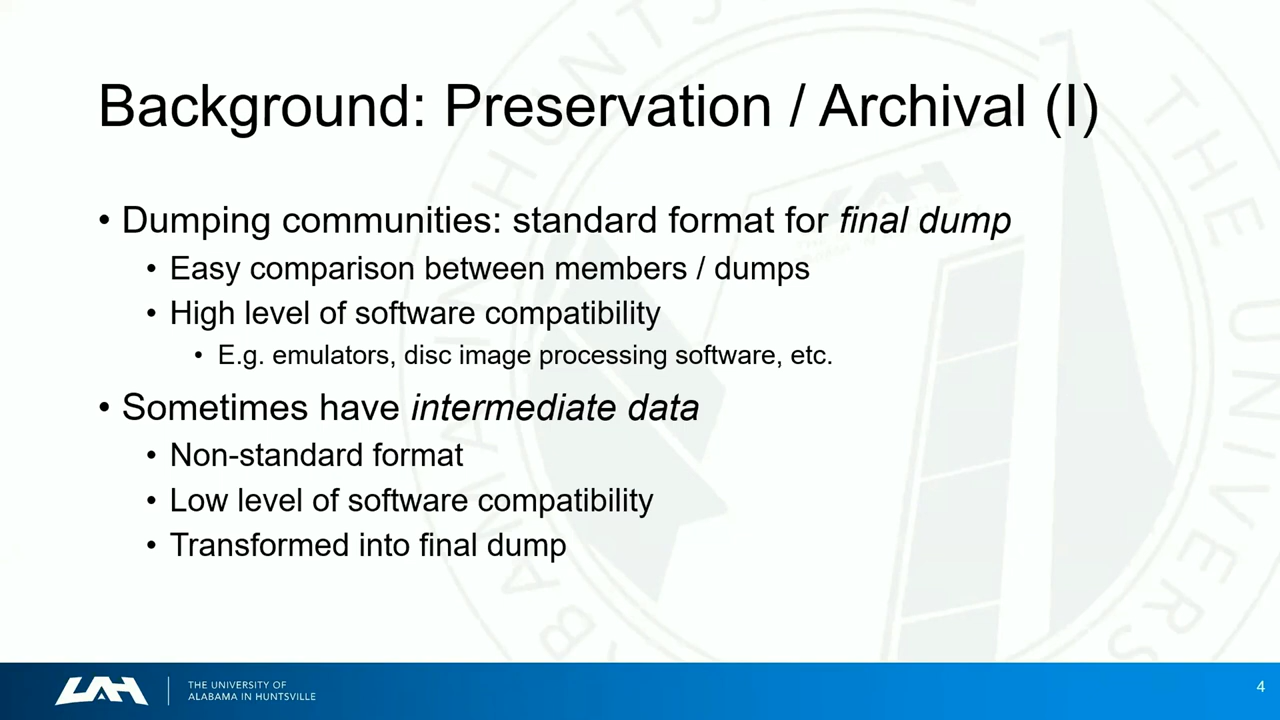 Background: Preservation / Archival (I)
• Dumping communities: standard format for final dump
• Easy comparison between members / dumps
• High level of software compatibility
• E.g. emulators, disc image processing software, etc.
• Sometimes have intermediate data
• Non-standard format
• Low level of software compatibility
• Transformed into final dump
UAH
THE UNIVERSITY OF
ALABAMA IN HUNTSVILLE
4